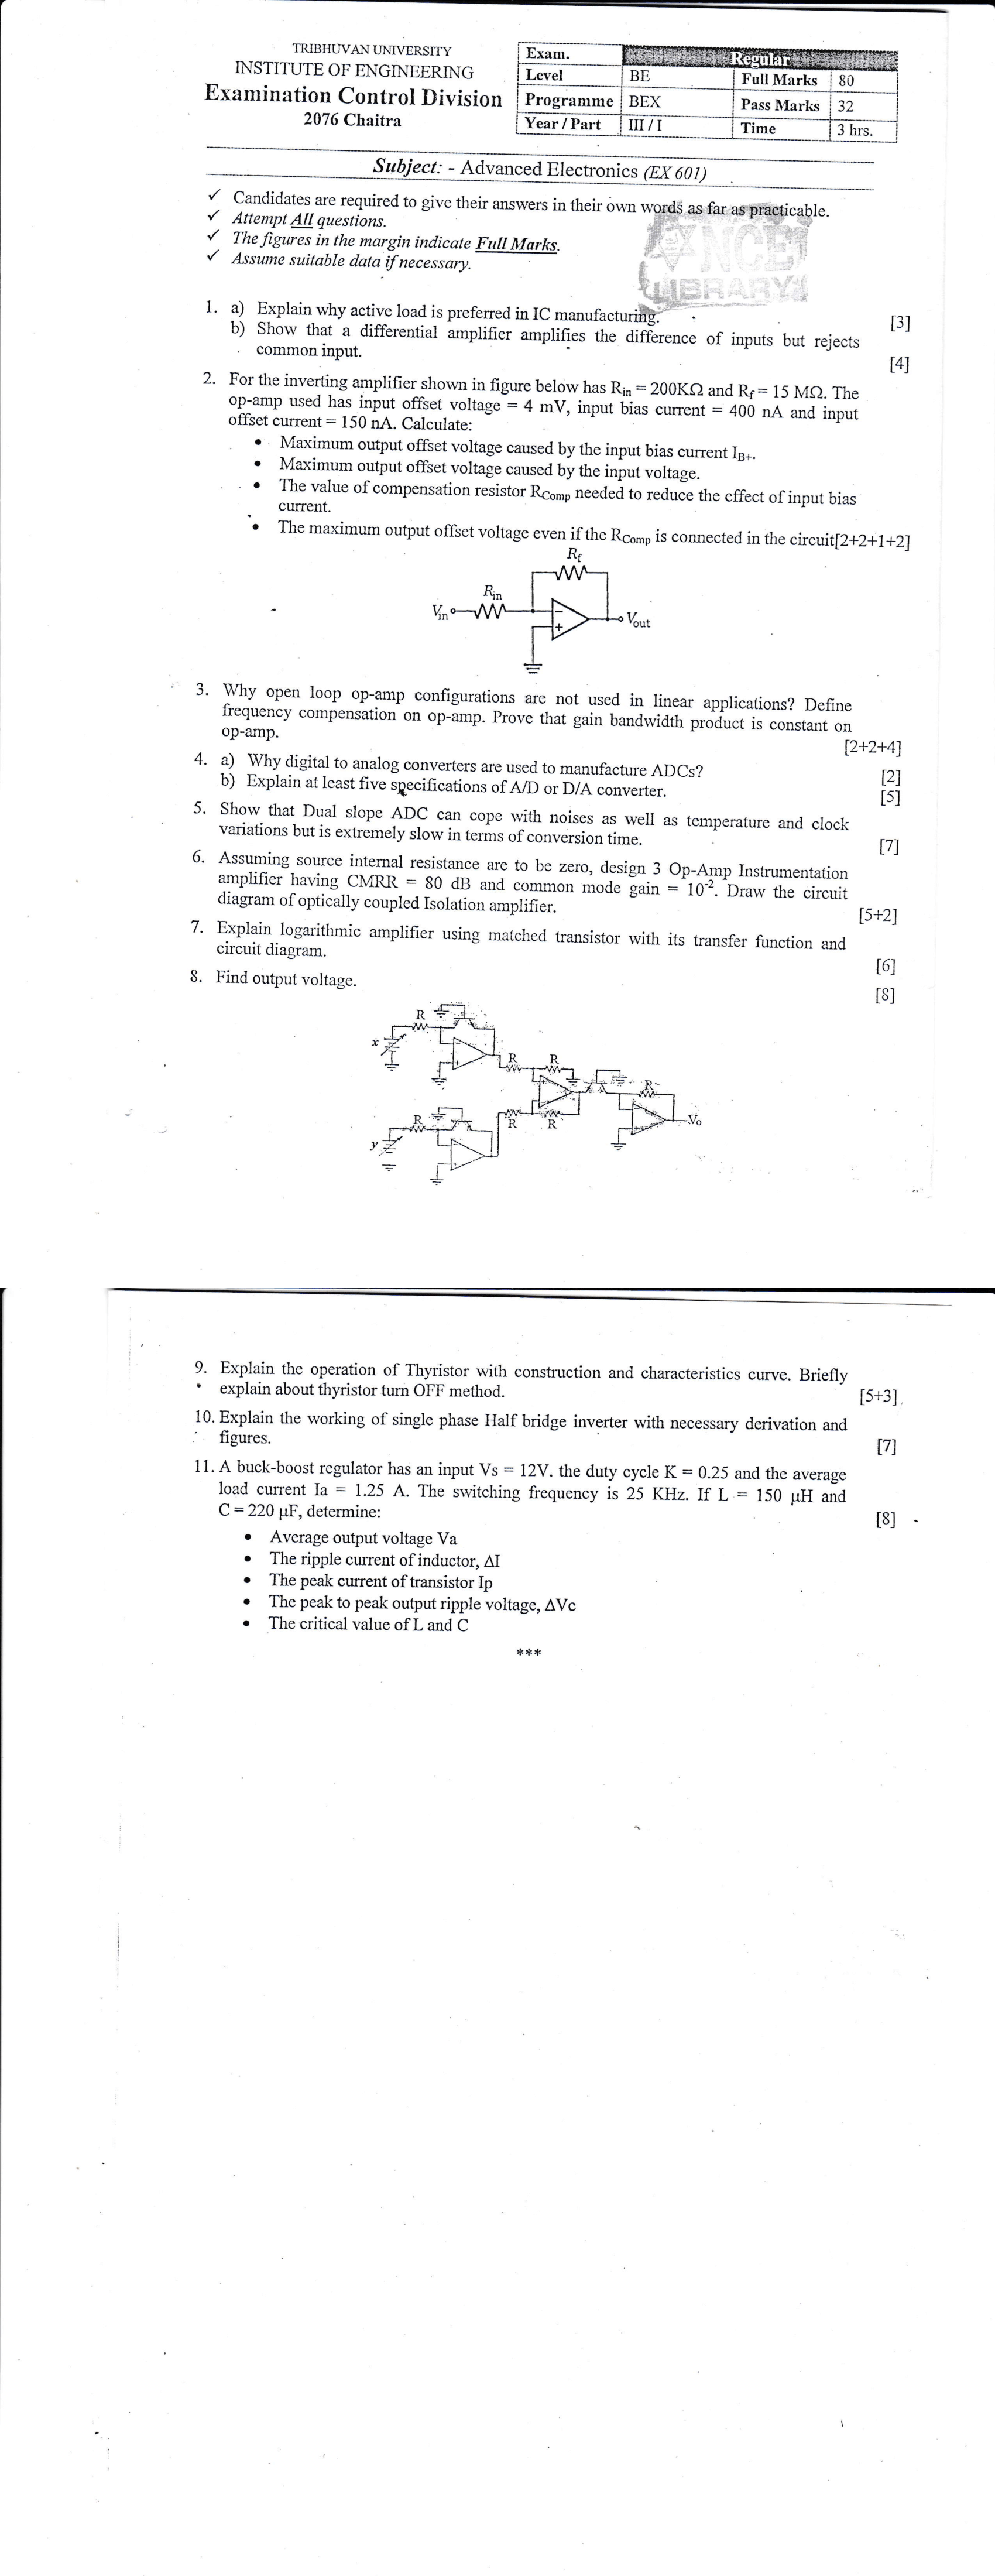 TRIBHUVAN UNIVERSITY
INSTITUTE OF ENGINEERING
Examination Control Division
2076 Chaitra
Exam. Regular
Level BE Full Marks 80
Programme BEX Pass Marks 32
Year / Part III / I Time 3 hrs.
Subject: - Advanced Electronics (EX 601)
✓ Candidates are required to give their answers in their own words as far as practicable.
✓ Attempt All questions.
✓ The figures in the margin indicate Full Marks.
✓ Assume suitable data if necessary.
NCE
LIBRARY
1. a) Explain why active load is preferred in IC manufacturing. [3]
b) Show that a differential amplifier amplifies the difference of inputs but rejects
common input. [4]
2. For the inverting amplifier shown in figure below has Rin = 200KΩ and Rf = 15 MΩ. The
op-amp used has input offset voltage = 4 mV, input bias current = 400 nA and input
offset current = 150 nA. Calculate:
• Maximum output offset voltage caused by the input bias current IB+.
• Maximum output offset voltage caused by the input voltage.
• The value of compensation resistor RComp needed to reduce the effect of input bias
current.
• The maximum output offset voltage even if the RComp is connected in the circuit[2+2+1+2]
Rf
Rin
Vin
− +
Vout
3. Why open loop op-amp configurations are not used in linear applications? Define
frequency compensation on op-amp. Prove that gain bandwidth product is constant on
op-amp. [2+2+4]
4. a) Why digital to analog converters are used to manufacture ADCs? [2]
b) Explain at least five specifications of A/D or D/A converter. [5]
5. Show that Dual slope ADC can cope with noises as well as temperature and clock
variations but is extremely slow in terms of conversion time. [7]
6. Assuming source internal resistance are to be zero, design 3 Op-Amp Instrumentation
amplifier having CMRR = 80 dB and common mode gain = 10⁻². Draw the circuit
diagram of optically coupled Isolation amplifier. [5+2]
7. Explain logarithmic amplifier using matched transistor with its transfer function and
circuit diagram. [6]
8. Find output voltage. [8]
R
x
R R
R
R
y
R R
Vo
9. Explain the operation of Thyristor with construction and characteristics curve. Briefly
explain about thyristor turn OFF method. [5+3]
10. Explain the working of single phase Half bridge inverter with necessary derivation and
figures. [7]
11. A buck-boost regulator has an input Vs = 12V. the duty cycle K = 0.25 and the average
load current Ia = 1.25 A. The switching frequency is 25 KHz. If L = 150 μH and
C = 220 μF, determine: [8]
• Average output voltage Va
• The ripple current of inductor, ΔI
• The peak current of transistor Ip
• The peak to peak output ripple voltage, ΔVc
• The critical value of L and C
***